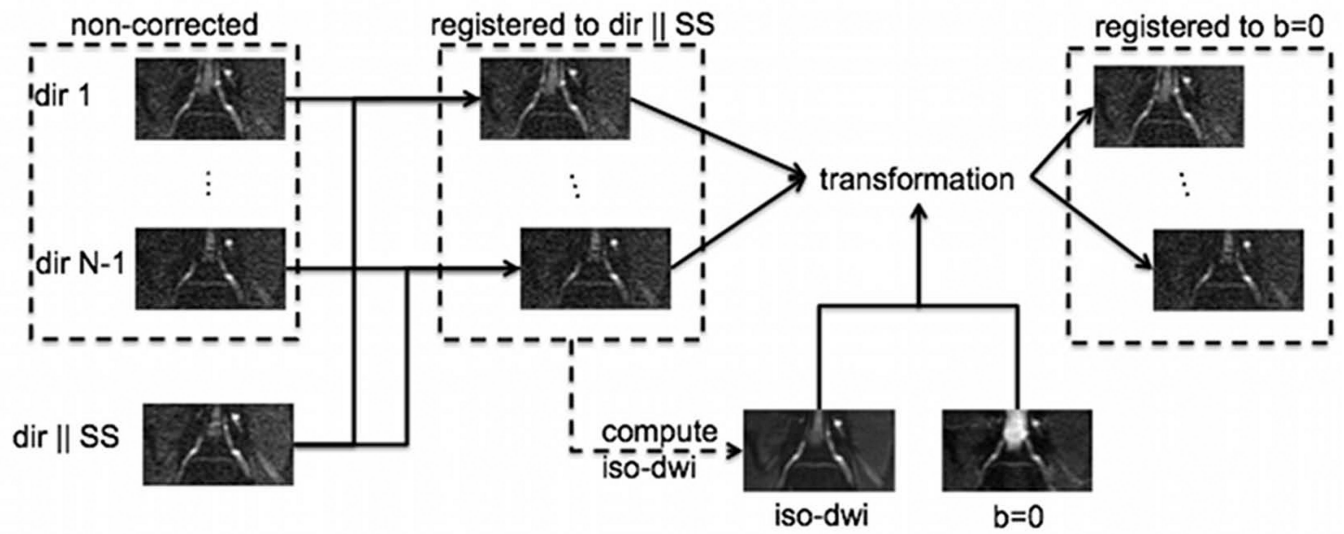 non-corrected
registered to dir || SS
registered to b=0
dir 1
⋮
transformation
dir N-1
dir || SS
compute
iso-dwi
iso-dwi
b=0